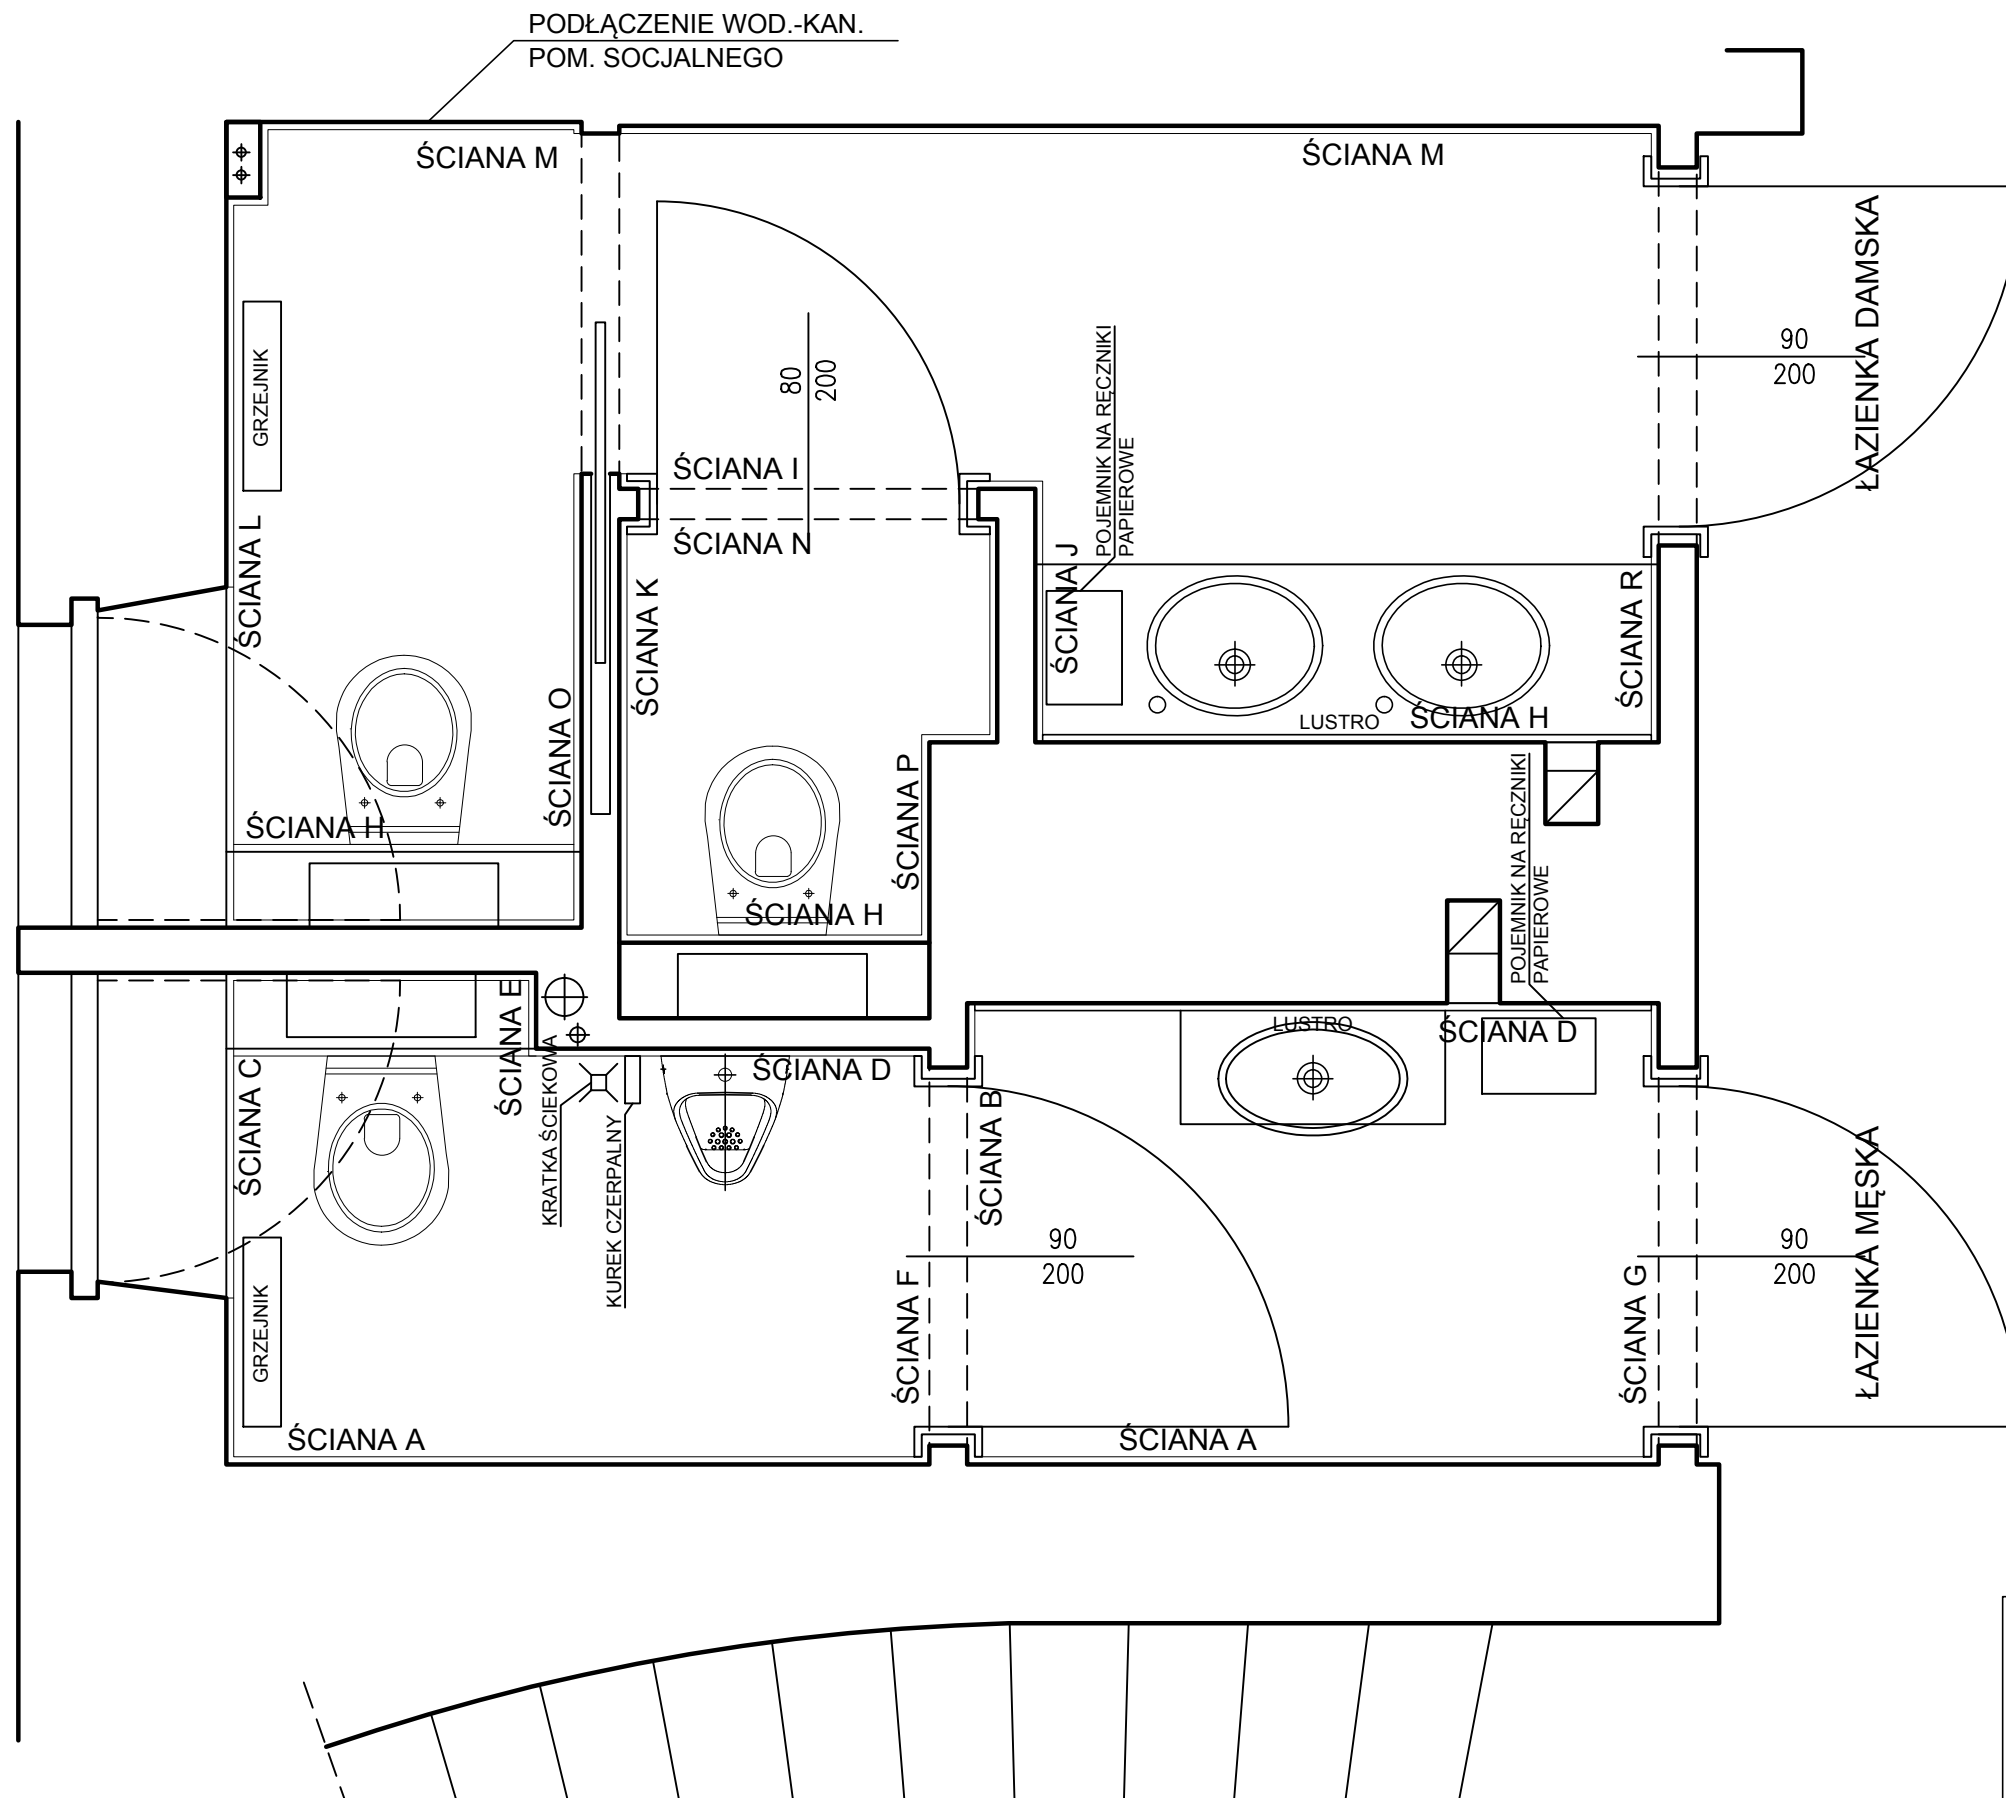 PODŁĄCZENIE WOD.-KAN.
POM. SOCJALNEGO
ŚCIANA M
ŚCIANA M
ŁAZIENKA DAMSKA
90
200
80
200
GRZEJNIK
POJEMNIK NA RĘCZNIKI
PAPIEROWE
ŚCIANA I
ŚCIANA N
ŚCIANA L
ŚCIANA K
ŚCIANA J
ŚCIANA R
ŚCIANA O
LUSTRO
ŚCIANA H
ŚCIANA P
ŚCIANA H
ŚCIANA H
POJEMNIK NA RĘCZNIKI
PAPIEROWE
ŚCIANA E
LUSTRO
ŚCIANA D
ŚCIANA D
ŚCIANA C
KRATKA ŚCIEKOWA
KUREK CZERPALNY
ŚCIANA B
90
200
ŁAZIENKA MĘSKA
90
200
GRZEJNIK
ŚCIANA F
ŚCIANA G
ŚCIANA A
ŚCIANA A